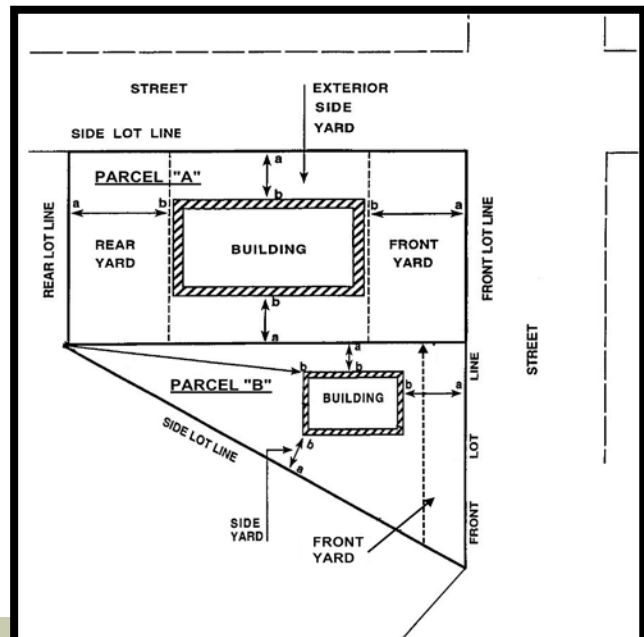 STREET
EXTERIOR
SIDE
YARD
SIDE LOT LINE
PARCEL "A"
a
b
a
b
b
a
REAR LOT LINE
REAR
YARD
BUILDING
FRONT
YARD
FRONT LOT LINE
b
a
STREET
a
b
b
b
a
PARCEL "B"
BUILDING
FRONT LOT LINE
SIDE LOT LINE
b
a
SIDE
YARD
FRONT
YARD